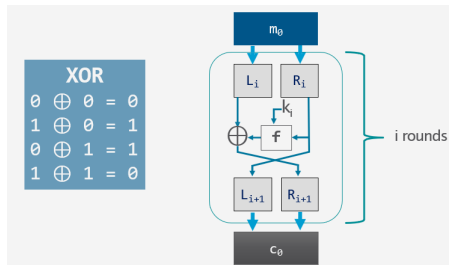 m₀
XOR
0 ⊕ 0 = 0
1 ⊕ 0 = 1
0 ⊕ 1 = 1
1 ⊕ 1 = 0
Lᵢ Rᵢ
kᵢ
f
i rounds
Lᵢ₊₁ Rᵢ₊₁
c₀